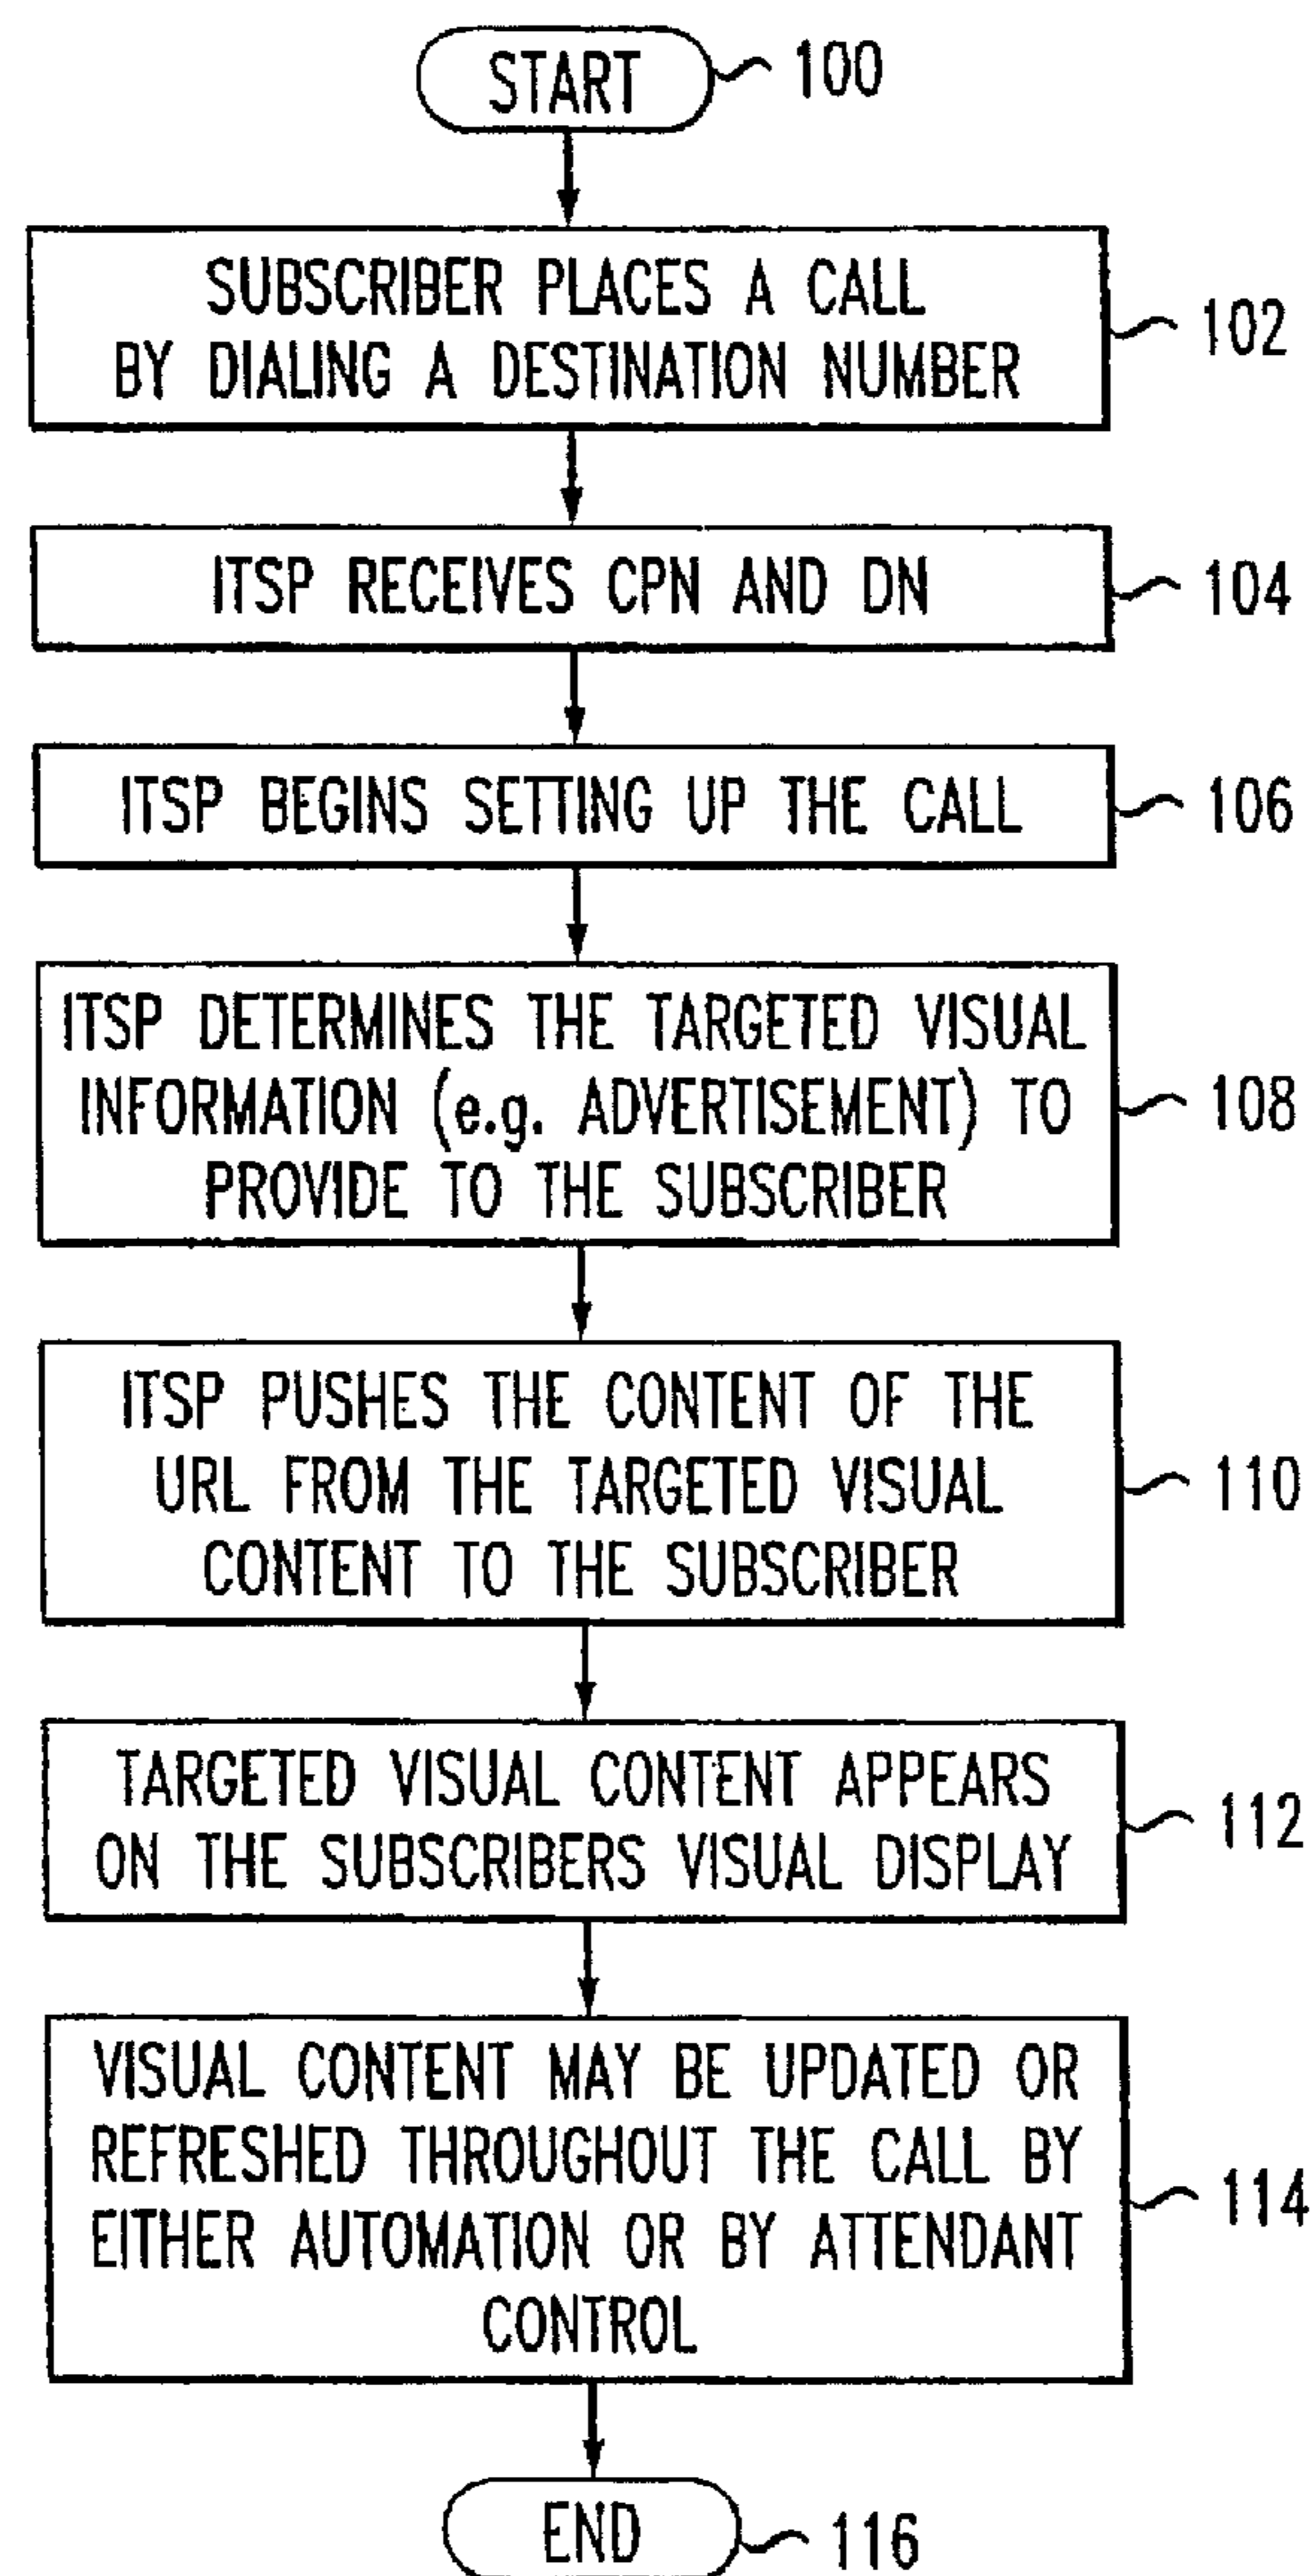 START
100
SUBSCRIBER PLACES A CALL
BY DIALING A DESTINATION NUMBER
102
ITSP RECEIVES CPN AND DN
104
ITSP BEGINS SETTING UP THE CALL
106
ITSP DETERMINES THE TARGETED VISUAL
INFORMATION (e.g. ADVERTISEMENT) TO
PROVIDE TO THE SUBSCRIBER
108
ITSP PUSHES THE CONTENT OF THE
URL FROM THE TARGETED VISUAL
CONTENT TO THE SUBSCRIBER
110
TARGETED VISUAL CONTENT APPEARS
ON THE SUBSCRIBERS VISUAL DISPLAY
112
VISUAL CONTENT MAY BE UPDATED OR
REFRESHED THROUGHOUT THE CALL BY
EITHER AUTOMATION OR BY ATTENDANT
CONTROL
114
END
116